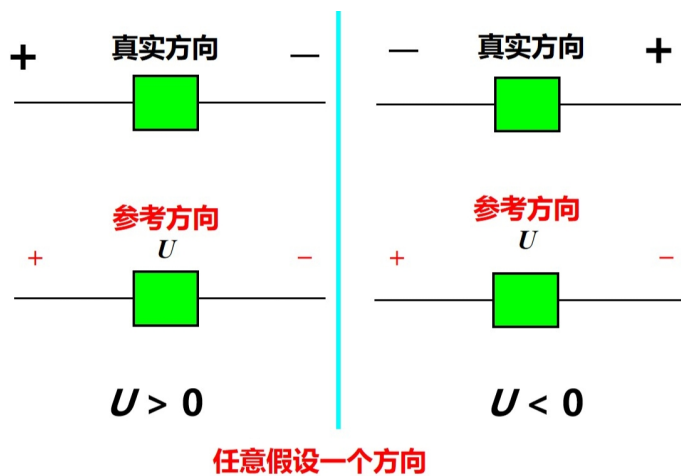 真实方向
+ —
参考方向
U
+ −
U > 0
真实方向
— +
参考方向
U
+ −
U < 0
任意假设一个方向